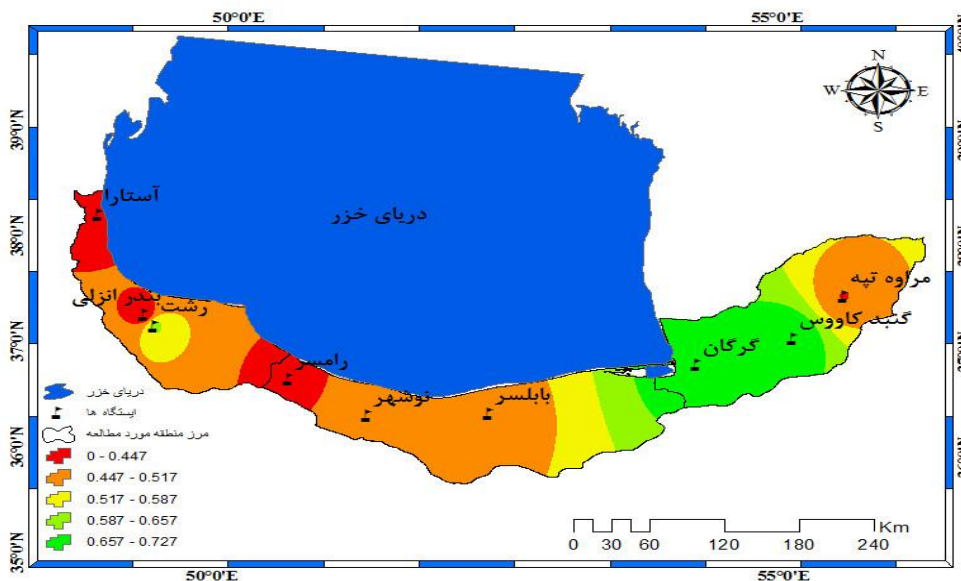 50°0'E 55°0'E
N
W E
S
39°0'N
38°0'N
37°0'N
36°0'N
35°0'N
آستارا
دریای خزر
مراوه تپه
بندر انزلی
رشت
گنبد کاووس
گرگان
رامسر
نوشهر
بابلسر
دریای خزر
ایستگاه ها
مرز منطقه مورد مطالعه
0 - 0.447
0.447 - 0.517
0.517 - 0.587
0.587 - 0.657
0.657 - 0.727
Km
0 30 60 120 180 240
50°0'E 55°0'E